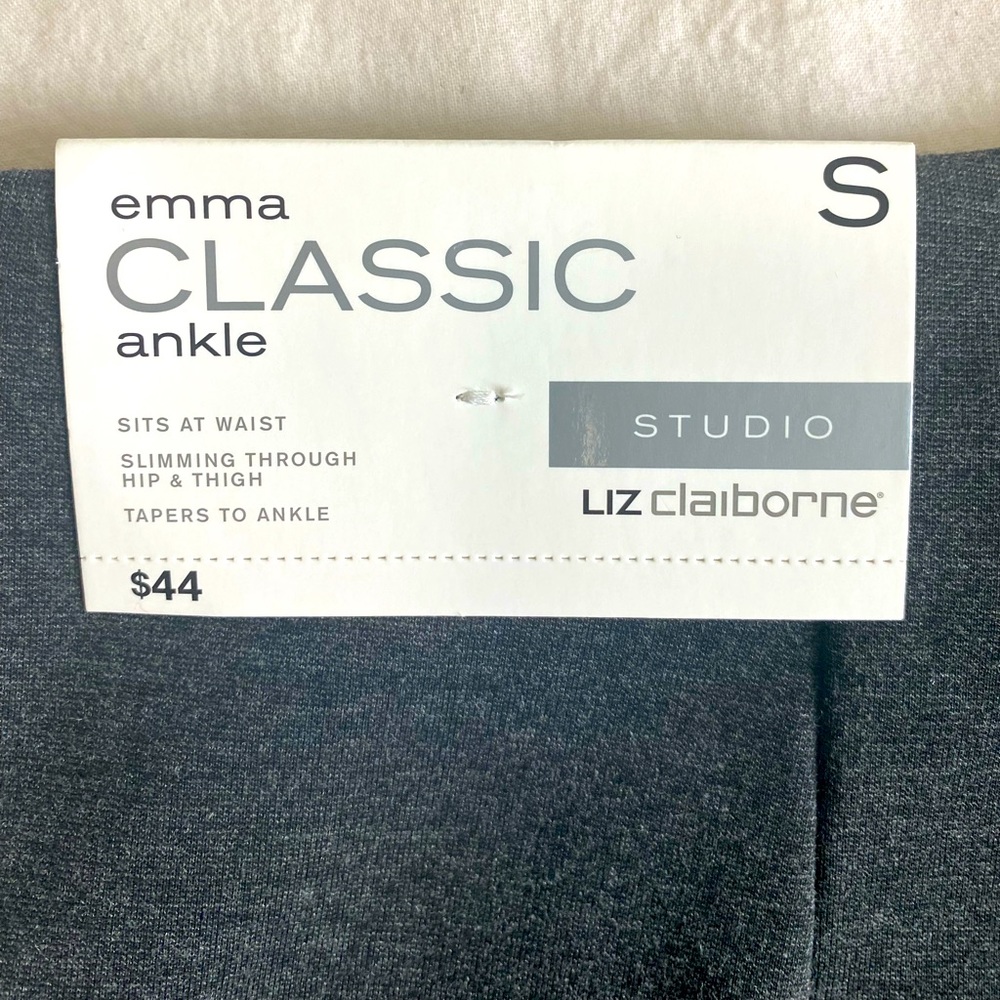 emma
S
CLASSIC
ankle
SITS AT WAIST
SLIMMING THROUGH
HIP & THIGH
TAPERS TO ANKLE
STUDIO
LIZ claiborne®
$44